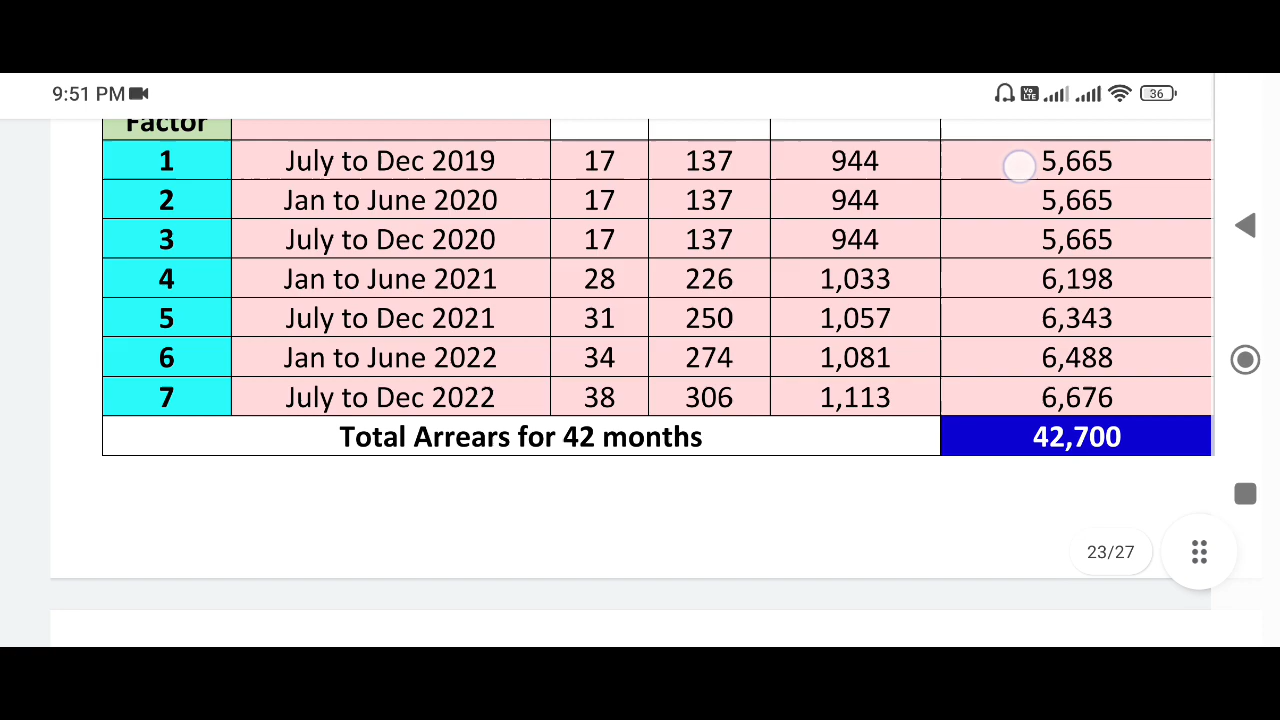 9:51 PM Vo LTE 36
Factor
1 July to Dec 2019 17 137 944 5,665
2 Jan to June 2020 17 137 944 5,665
3 July to Dec 2020 17 137 944 5,665
4 Jan to June 2021 28 226 1,033 6,198
5 July to Dec 2021 31 250 1,057 6,343
6 Jan to June 2022 34 274 1,081 6,488
7 July to Dec 2022 38 306 1,113 6,676
Total Arrears for 42 months 42,700
23/27